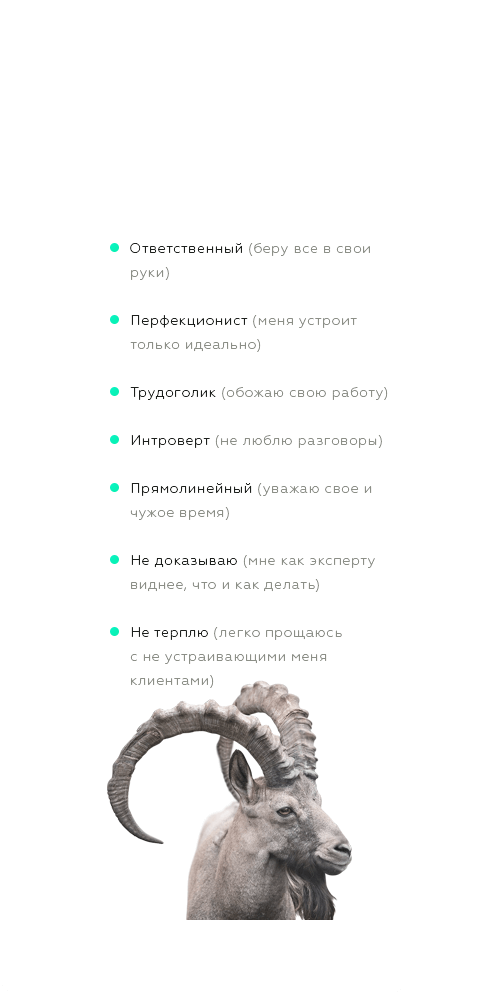 Ответственный (беру все в свои
руки)
Перфекционист (меня устроит
только идеально)
Трудоголик (обожаю свою работу)
Интроверт (не люблю разговоры)
Прямолинейный (уважаю свое и
чужое время)
Не доказываю (мне как эксперту
виднее, что и как делать)
Не терплю (легко прощаюсь
с не устраивающими меня
клиентами)